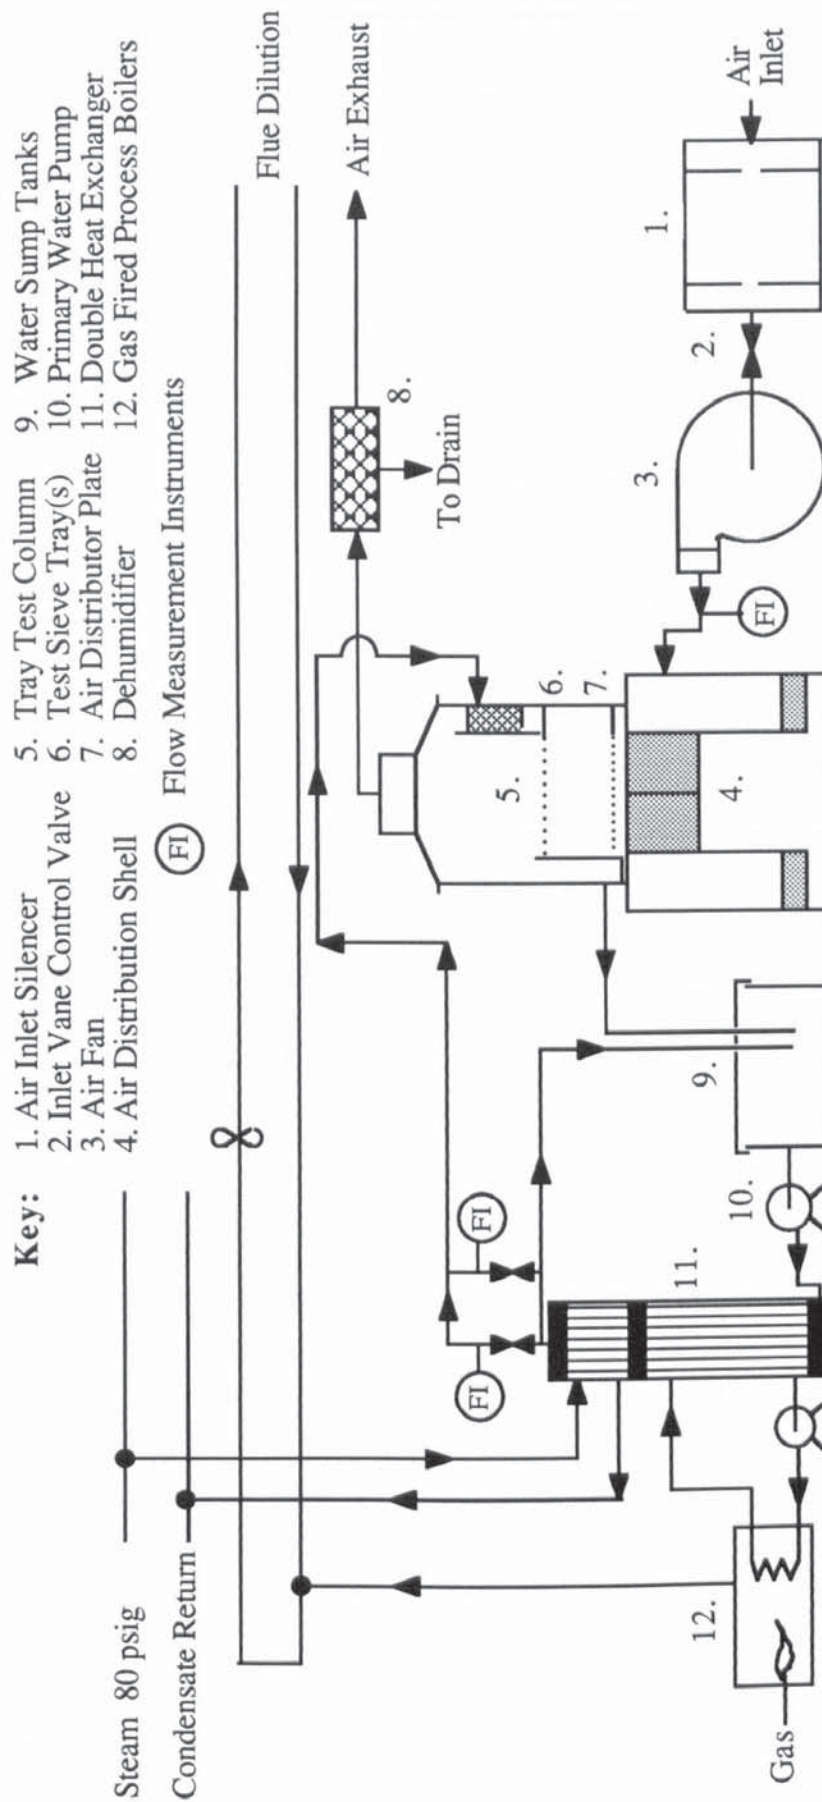 Key:
1. Air Inlet Silencer
2. Inlet Vane Control Valve
3. Air Fan
4. Air Distribution Shell
5. Tray Test Column
6. Test Sieve Tray(s)
7. Air Distributor Plate
8. Dehumidifier
9. Water Sump Tanks
10. Primary Water Pump
11. Double Heat Exchanger
12. Gas Fired Process Boilers
FI Flow Measurement Instruments
Steam 80 psig
Condensate Return
Flue Dilution
Air Exhaust
8.
To Drain
FI
FI
5.
6.
7.
4.
3.
FI
2.
1.
Air
Inlet
9.
10.
11.
12.
Gas